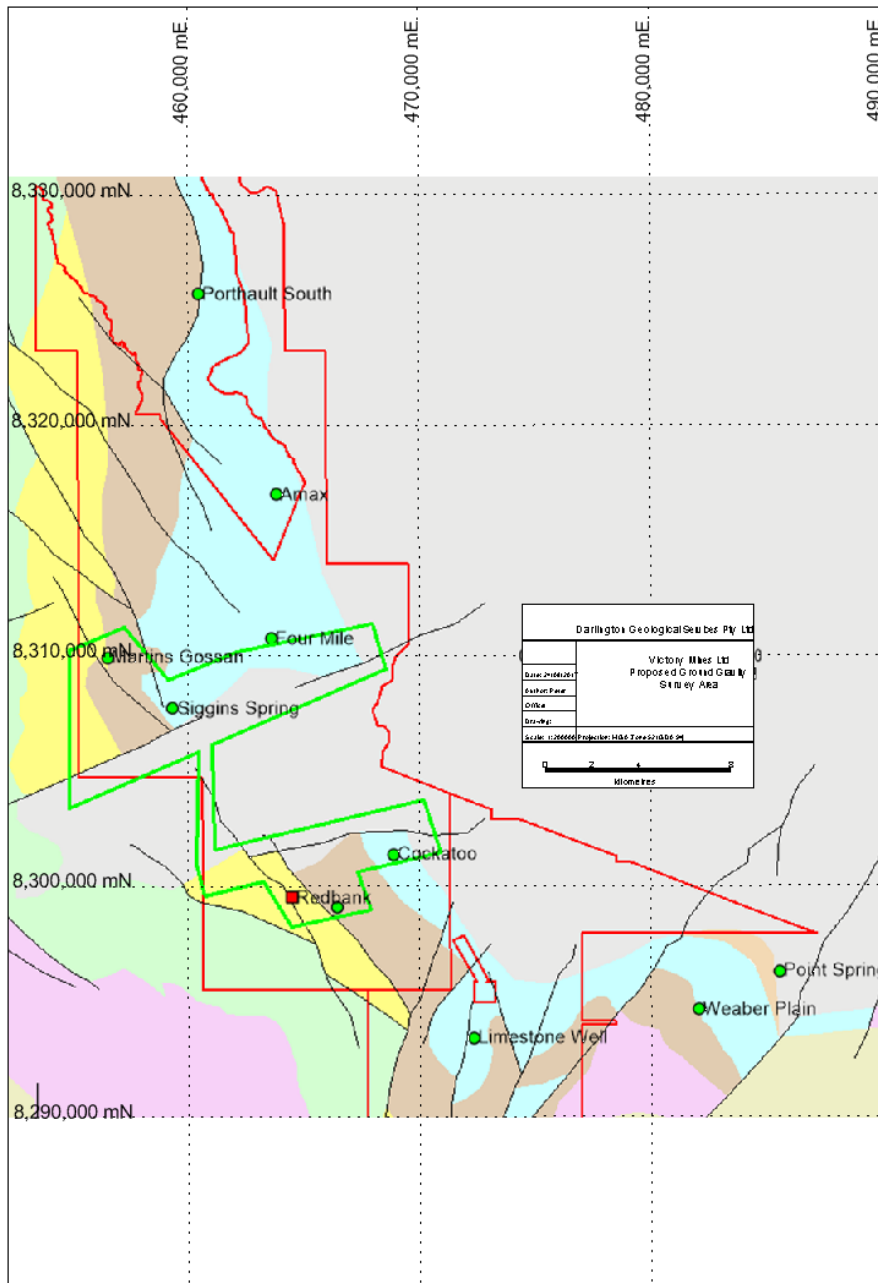 460,000 mE
470,000 mE
480,000 mE
490,000 mE
8,330,000 mN
Porthault South
8,320,000 mN
Amax
Four Mile
8,310,000 mN
Martins Gossan
Siggins Spring
Darlington Geological Services Pty Ltd
Victory Mines Ltd
Proposed Ground Gravity
Survey Area
Author: Peter
Office:
Drawing:
0 2 4 8
kilometres
Cockatoo
8,300,000 mN
Redbank
Point Spring
Weaber Plain
Limestone Well
8,290,000 mN